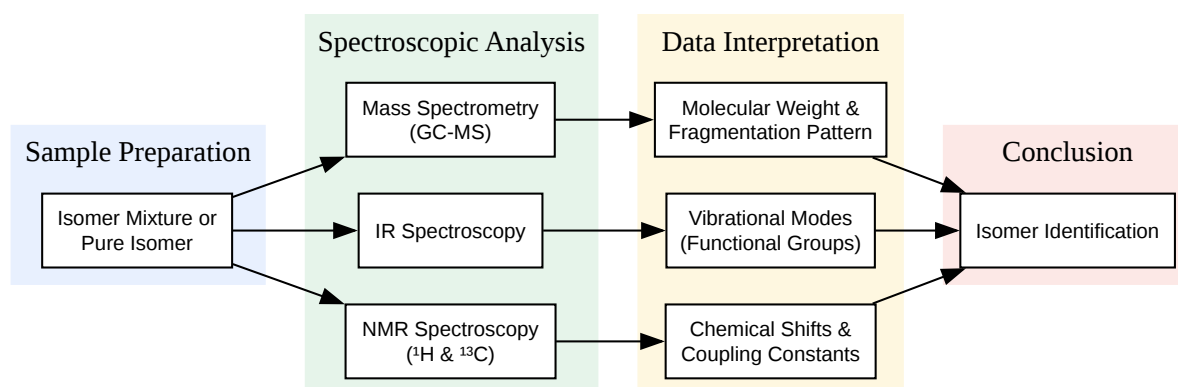 Sample Preparation
Isomer Mixture or
Pure Isomer
Spectroscopic Analysis
Mass Spectrometry
(GC-MS)
IR Spectroscopy
NMR Spectroscopy
(¹H & ¹³C)
Data Interpretation
Molecular Weight &
Fragmentation Pattern
Vibrational Modes
(Functional Groups)
Chemical Shifts &
Coupling Constants
Conclusion
Isomer Identification